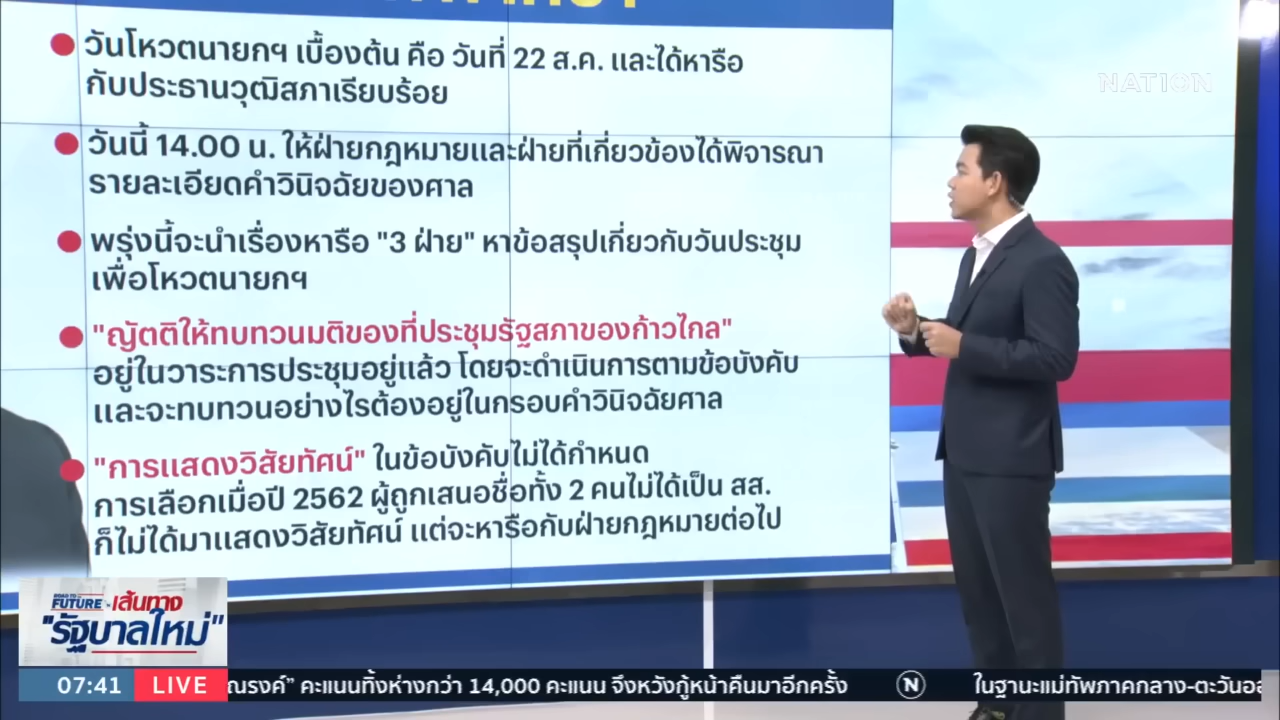 NATION
วันโหวตนายกฯ เบื้องต้น คือ วันที่ 22 ส.ค. และได้หารือ
กับประธานวุฒิสภาเรียบร้อย
วันนี้ 14.00 น. ให้ฝ่ายกฎหมายและฝ่ายที่เกี่ยวข้องได้พิจารณา
รายละเอียดคำวินิจฉัยของศาล
พรุ่งนี้จะนำเรื่องหารือ "3 ฝ่าย" หาข้อสรุปเกี่ยวกับวันประชุม
เพื่อโหวตนายกฯ
"ญัตติให้ทบทวนมติของที่ประชุมรัฐสภาของก้าวไกล"
อยู่ในวาระการประชุมอยู่แล้ว โดยจะดำเนินการตามข้อบังคับ
และจะทบทวนอย่างไรต้องอยู่ในกรอบคำวินิจฉัยศาล
"การแสดงวิสัยทัศน์" ในข้อบังคับไม่ได้กำหนด
การเลือกเมื่อปี 2562 ผู้ถูกเสนอชื่อทั้ง 2 คนไม่ได้เป็น สส.
ก็ไม่ได้มาแสดงวิสัยทัศน์ แต่จะหารือกับฝ่ายกฎหมายต่อไป
ROAD TO FUTURE เส้นทาง
"รัฐบาลใหม่"
07:41 LIVE ณรงค์” คะแนนทิ้งห่างกว่า 14,000 คะแนน จึงหวังกู้หน้าคืนมาอีกครั้ง N ในฐานะแม่ทัพภาคกลาง-ตะวันออ